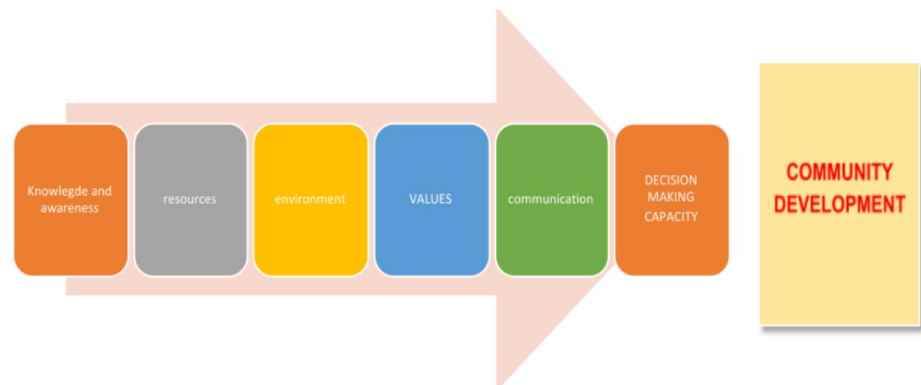 Knowlegde and
awareness
resources
environment
VALUES
communication
DECISION
MAKING
CAPACITY
COMMUNITY
DEVELOPMENT